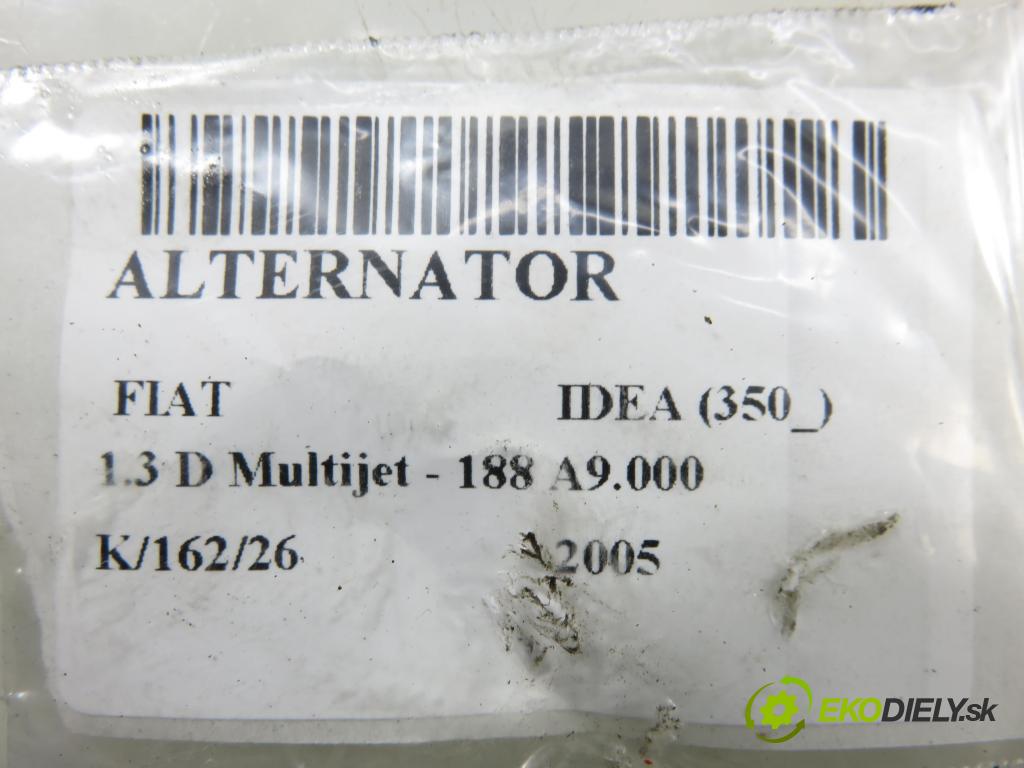 ALTERNATOR
FIAT IDEA (350_)
1.3 D Multijet - 188 A9.000
K/162/26 2005
EKODIELY.sk